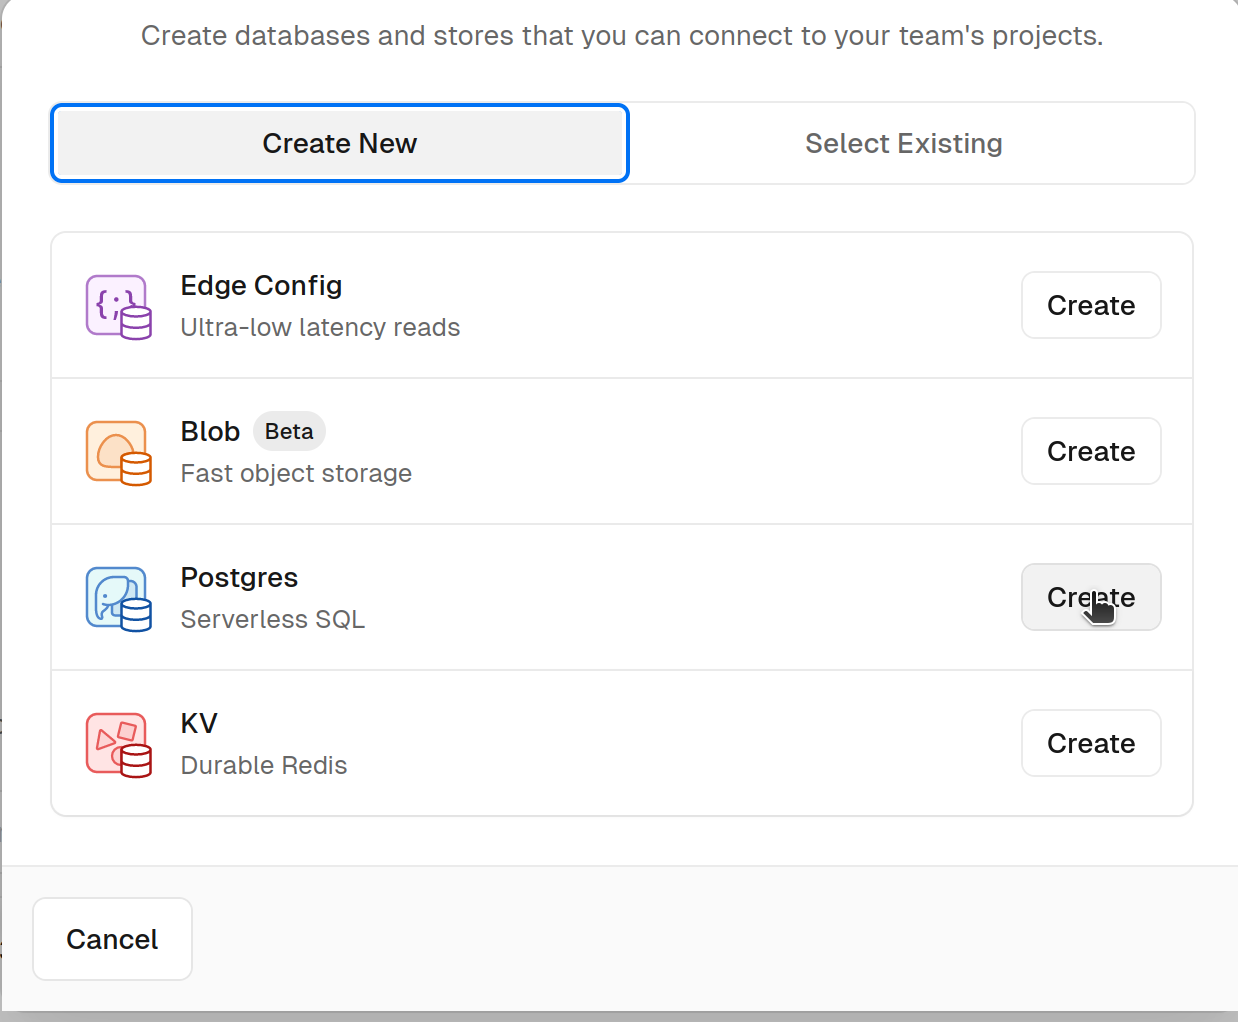 Create databases and stores that you can connect to your team's projects.
Create New
Select Existing
Edge Config
Ultra-low latency reads
Create
Blob Beta
Fast object storage
Create
Postgres
Serverless SQL
Create
KV
Durable Redis
Create
Cancel